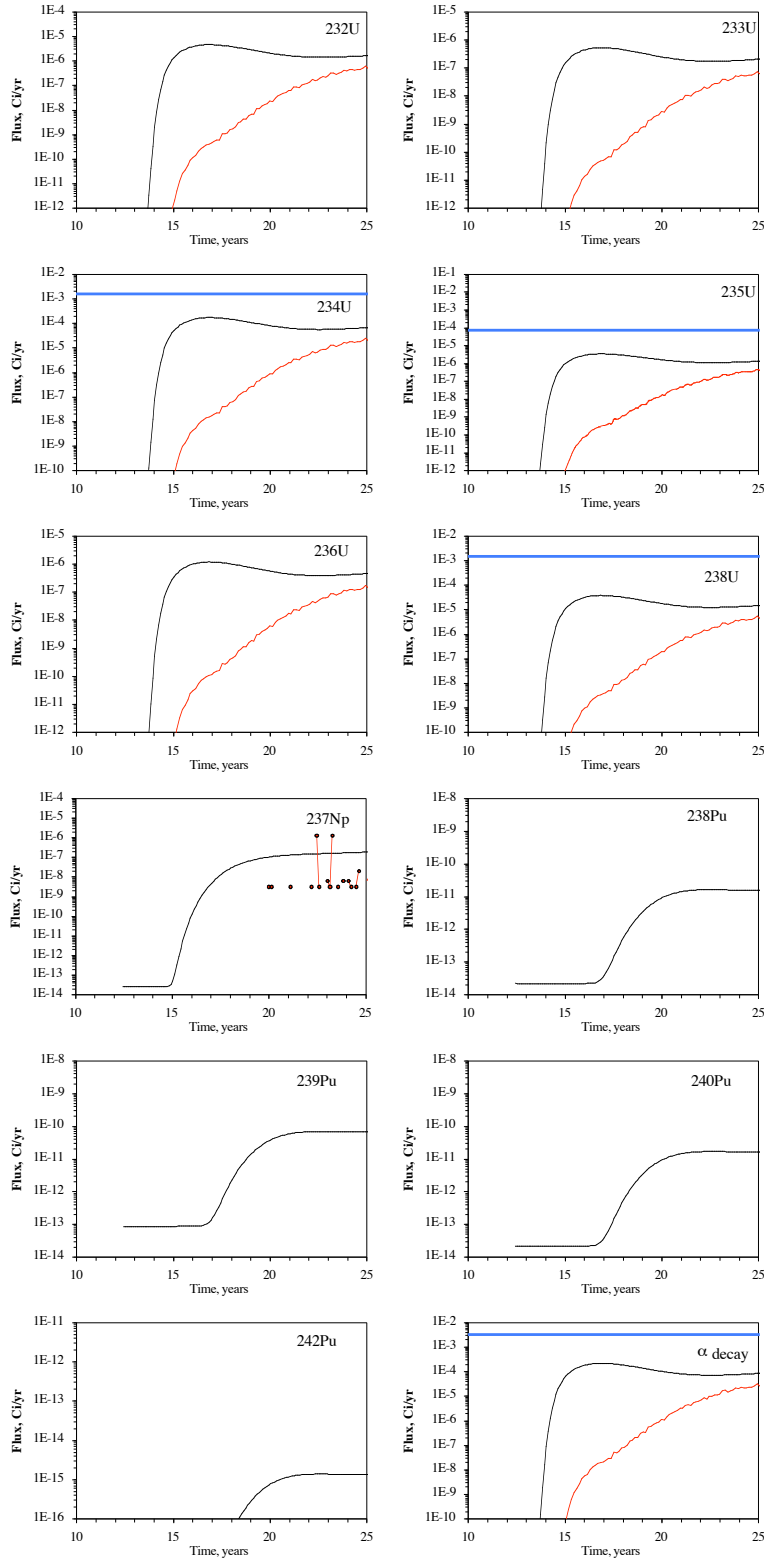 232U
Flux, Ci/yr
1E-4
1E-5
1E-6
1E-7
1E-8
1E-9
1E-10
1E-11
1E-12
10 15 20 25
Time, years
233U
Flux, Ci/yr
1E-4
1E-5
1E-6
1E-7
1E-8
1E-9
1E-10
1E-11
1E-12
10 15 20 25
Time, years
234U
Flux, Ci/yr
1E-2
1E-3
1E-4
1E-5
1E-6
1E-7
1E-8
1E-9
1E-10
10 15 20 25
Time, years
235U
Flux, Ci/yr
1E-1
1E-2
1E-3
1E-4
1E-5
1E-6
1E-7
1E-8
1E-9
1E-10
1E-11
1E-12
10 15 20 25
Time, years
236U
Flux, Ci/yr
1E-5
1E-6
1E-7
1E-8
1E-9
1E-10
1E-11
1E-12
10 15 20 25
Time, years
238U
Flux, Ci/yr
1E-2
1E-3
1E-4
1E-5
1E-6
1E-7
1E-8
1E-9
1E-10
10 15 20 25
Time, years
237Np
Flux, Ci/yr
1E-4
1E-5
1E-6
1E-7
1E-8
1E-9
1E-10
1E-11
1E-12
1E-13
1E-14
10 15 20 25
Time, years
238Pu
Flux, Ci/yr
1E-8
1E-9
1E-10
1E-11
1E-12
1E-13
1E-14
10 15 20 25
Time, years
239Pu
Flux, Ci/yr
1E-8
1E-9
1E-10
1E-11
1E-12
1E-13
1E-14
10 15 20 25
Time, years
240Pu
Flux, Ci/yr
1E-8
1E-9
1E-10
1E-11
1E-12
1E-13
1E-14
10 15 20 25
Time, years
242Pu
Flux, Ci/yr
1E-11
1E-12
1E-13
1E-14
1E-15
1E-16
10 15 20 25
Time, years
α decay
Flux, Ci/yr
1E-2
1E-3
1E-4
1E-5
1E-6
1E-7
1E-8
1E-9
1E-10
10 15 20 25
Time, years